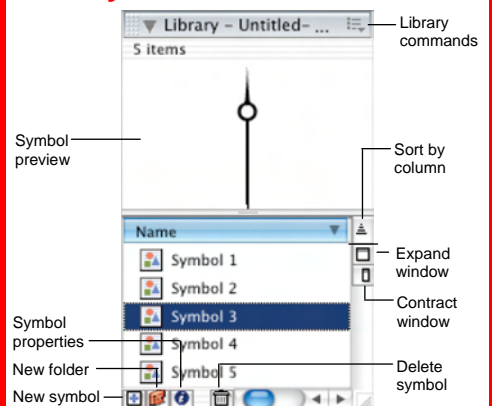 Library – Untitled– ...
Library
commands
5 items
Symbol
preview
Sort by
column
Name
Symbol 1
Expand
window
Symbol 2
Symbol 3
Contract
window
Symbol
properties
Symbol 4
New folder
Symbol 5
Delete
symbol
New symbol